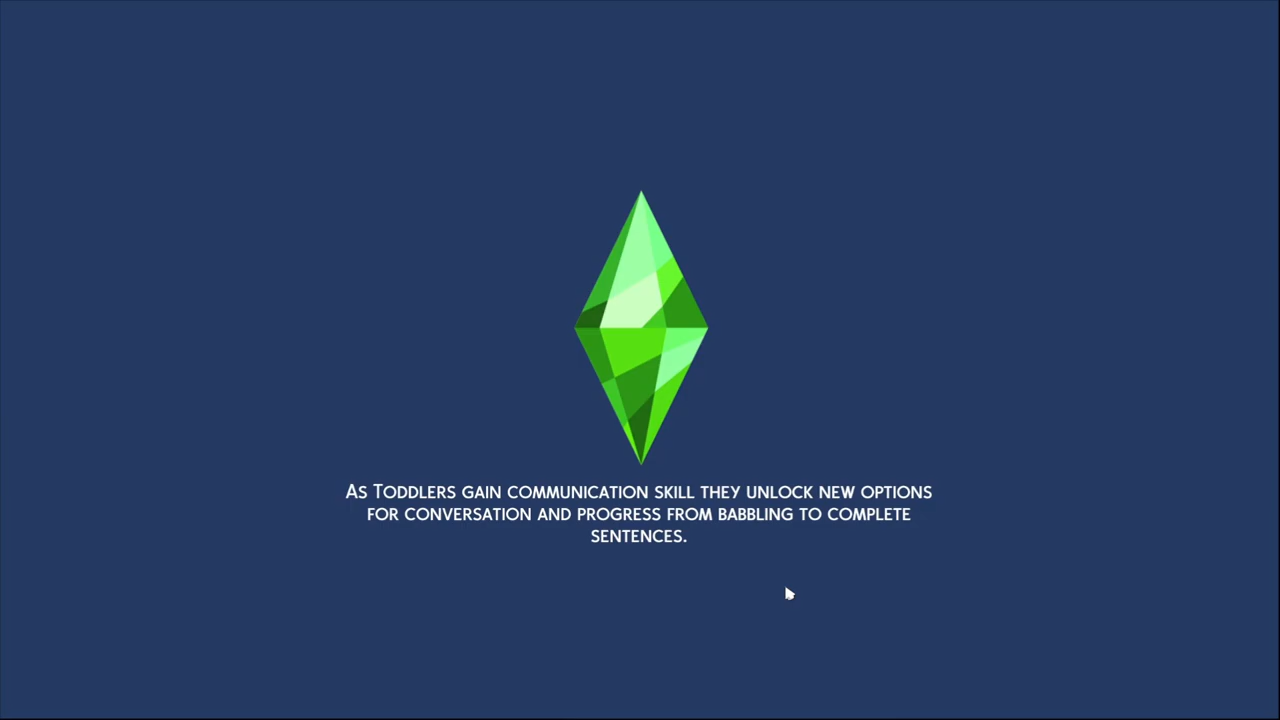 As Toddlers gain communication skill they unlock new options
for conversation and progress from babbling to complete
sentences.